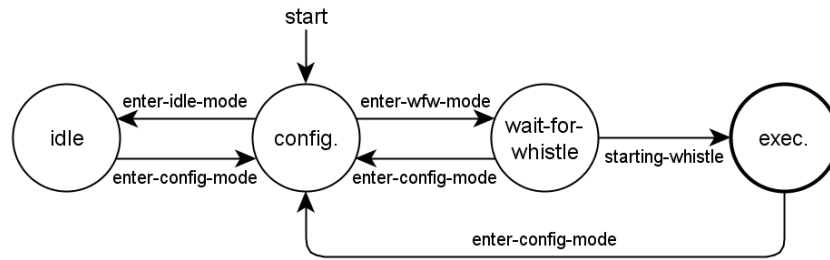 start
enter-idle-mode
enter-wfw-mode
idle
config.
wait-for-
whistle
exec.
enter-config-mode
enter-config-mode
starting-whistle
enter-config-mode